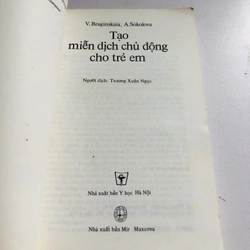 V. Braginskaia, A. Sokolova
Tạo
miễn dịch chủ động
cho trẻ em
Người dịch: Trương Xuân Ngọc
Nhà xuất bản Y học Hà Nội
Nhà xuất bản Mir Maxcơva